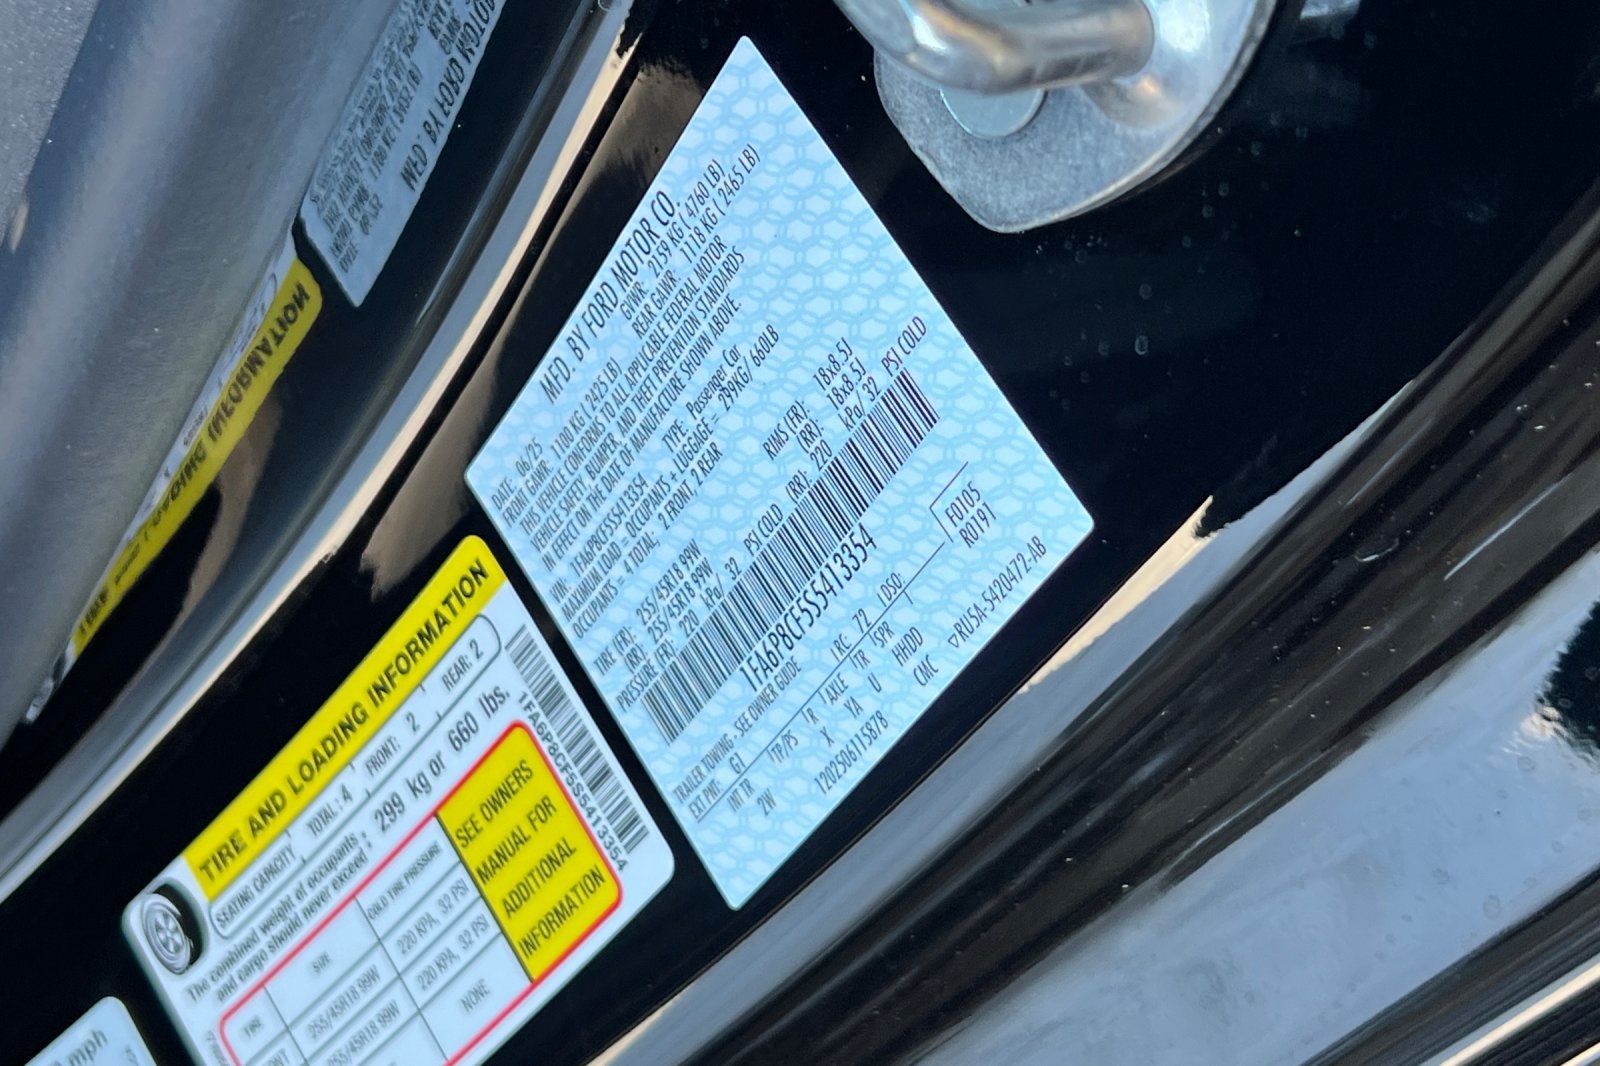 MFD. BY FORD MOTOR CO.
DATE: 06/25 GVWR: 2159 KG ( 4760 LB)
FRONT GAWR: 1100 KG ( 2425 LB) REAR GAWR: 1118 KG ( 2465 LB)
THIS VEHICLE CONFORMS TO ALL APPLICABLE FEDERAL MOTOR
VEHICLE SAFETY, BUMPER, AND THEFT PREVENTION STANDARDS
IN EFFECT ON THE DATE OF MANUFACTURE SHOWN ABOVE.
VIN: 1FA6P8CF5S5413354 TYPE: Passenger Car
MAXIMUM LOAD = OCCUPANTS + LUGGAGE = 299KG/ 660LB
OCCUPANTS = 4 TOTAL: 2 FRONT, 2 REAR
TIRE (FR): 255/45R18 99W RIMS (FR): 18x8.5J
(RR): 255/45R18 99W (RR): 18x8.5J
PRESSURE (FR): 220 kPa/ 32 PSI COLD (RR): 220 kPa/ 32 PSI COLD
1FA6P8CF5S5413354
TRAILER TOWING - SEE OWNER GUIDE
EXT PNT: G1 RC: 72 DSO: F0105
INT TR TP/PS R AXLE TR SPR R0191
2W X YA U HHDD
CMC ▽RU5A-5420472-AB
120250611587​8
TIRE AND LOADING INFORMATION
SEATING CAPACITY TOTAL: 4 FRONT: 2 REAR: 2
The combined weight of occupants and cargo should never exceed: 299 kg or 660 lbs.
TIRE SIZE COLD TIRE PRESSURE
255/45R18 99W 220 KPA, 32 PSI
255/45R18 99W 220 KPA, 32 PSI
NONE
SEE OWNERS
MANUAL FOR
ADDITIONAL
INFORMATION
1FA6P8CF5S5413354
mph